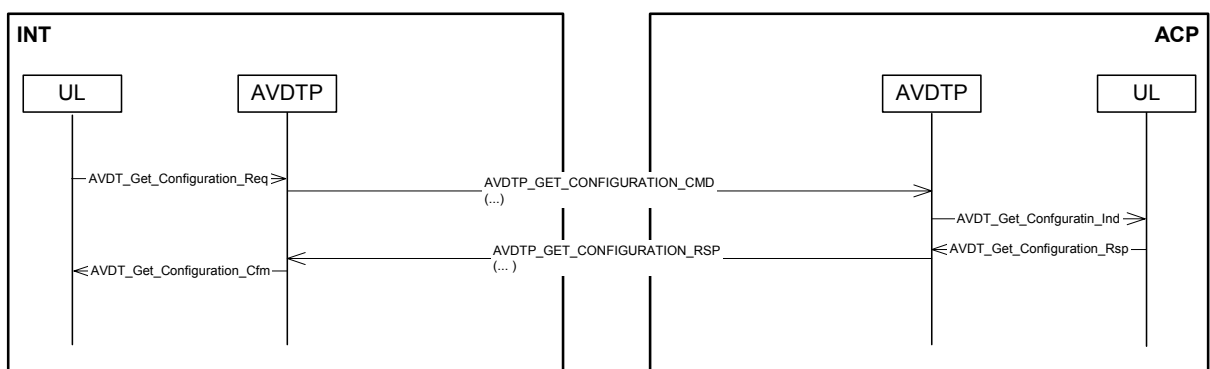 INT
ACP
UL
AVDTP
AVDTP
UL
AVDT_Get_Configuration_Req
AVDTP_GET_CONFIGURATION_CMD
(...)
AVDT_Get_Confguratin_Ind
AVDTP_GET_CONFIGURATION_RSP
(... )
AVDT_Get_Configuration_Rsp
AVDT_Get_Configuration_Cfm